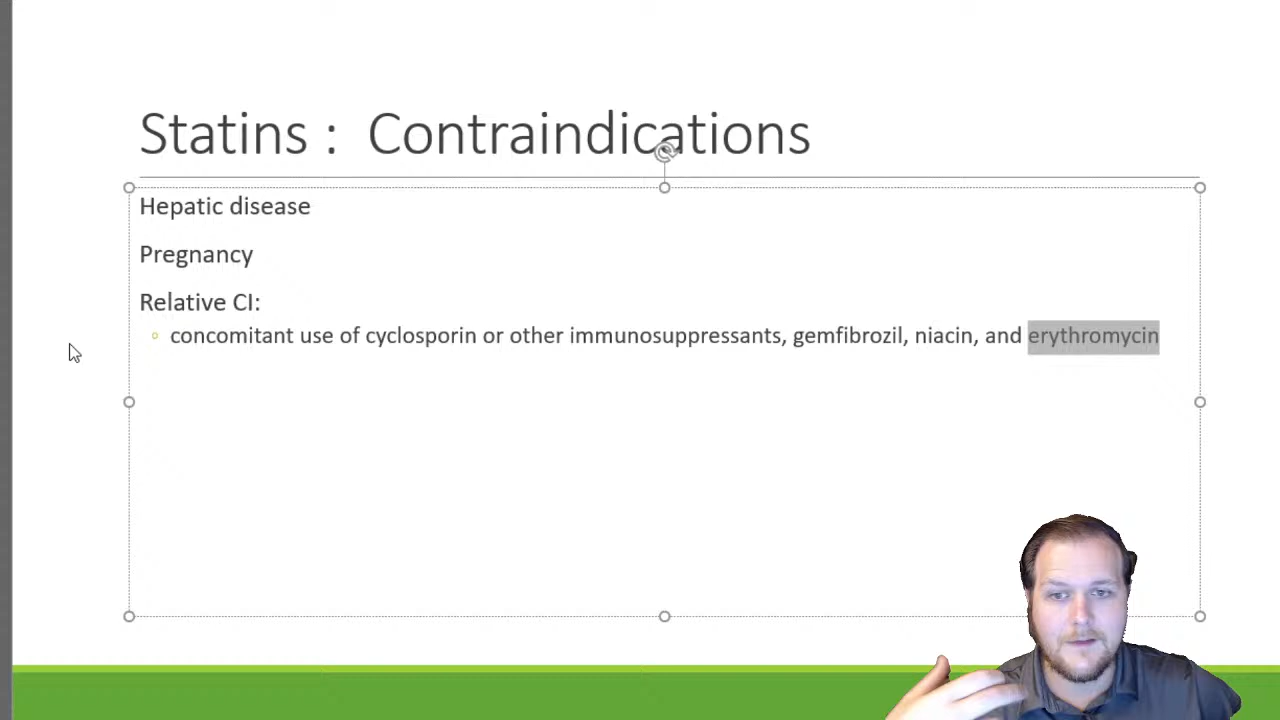 Statins : Contraindications
Hepatic disease
Pregnancy
Relative CI:
concomitant use of cyclosporin or other immunosuppressants, gemfibrozil, niacin, and erythromycin